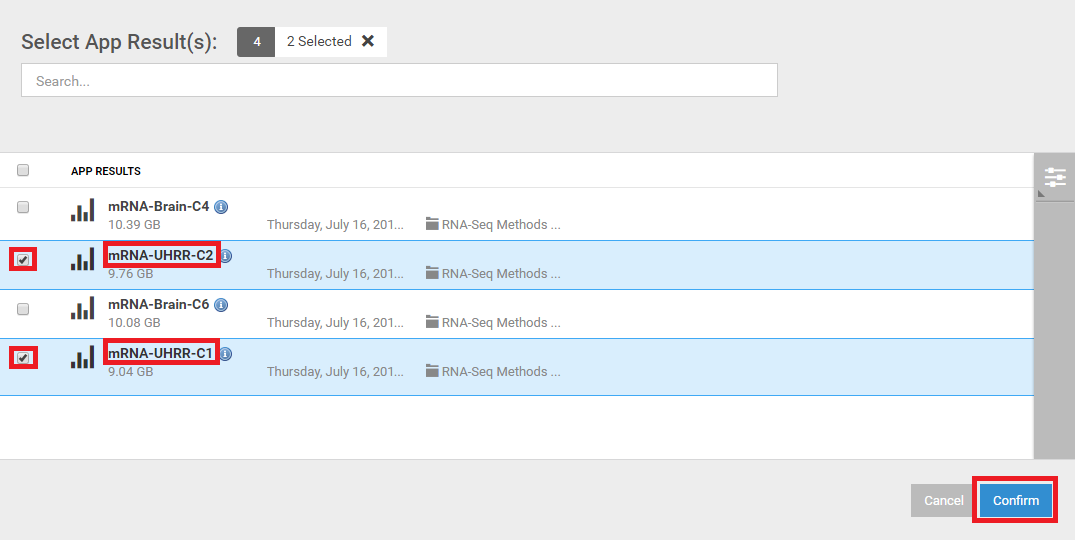 Select App Result(s): 4 2 Selected ✕
Search...
APP RESULTS
mRNA-Brain-C4
10.39 GB Thursday, July 16, 201... RNA-Seq Methods ...
mRNA-UHRR-C2
9.76 GB Thursday, July 16, 201... RNA-Seq Methods ...
mRNA-Brain-C6
10.08 GB Thursday, July 16, 201... RNA-Seq Methods ...
mRNA-UHRR-C1
9.04 GB Thursday, July 16, 201... RNA-Seq Methods ...
Cancel Confirm